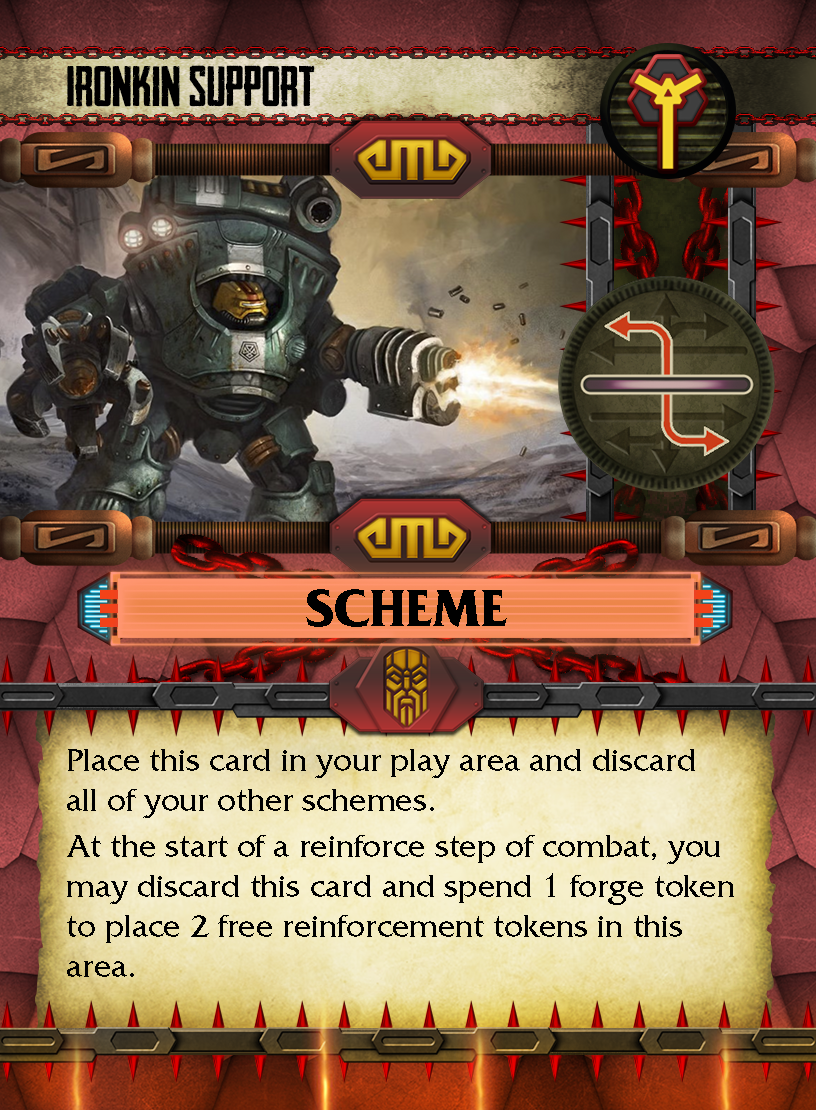 IRONKIN SUPPORT
SCHEME
Place this card in your play area and discard
all of your other schemes.
At the start of a reinforce step of combat, you
may discard this card and spend 1 forge token
to place 2 free reinforcement tokens in this
area.